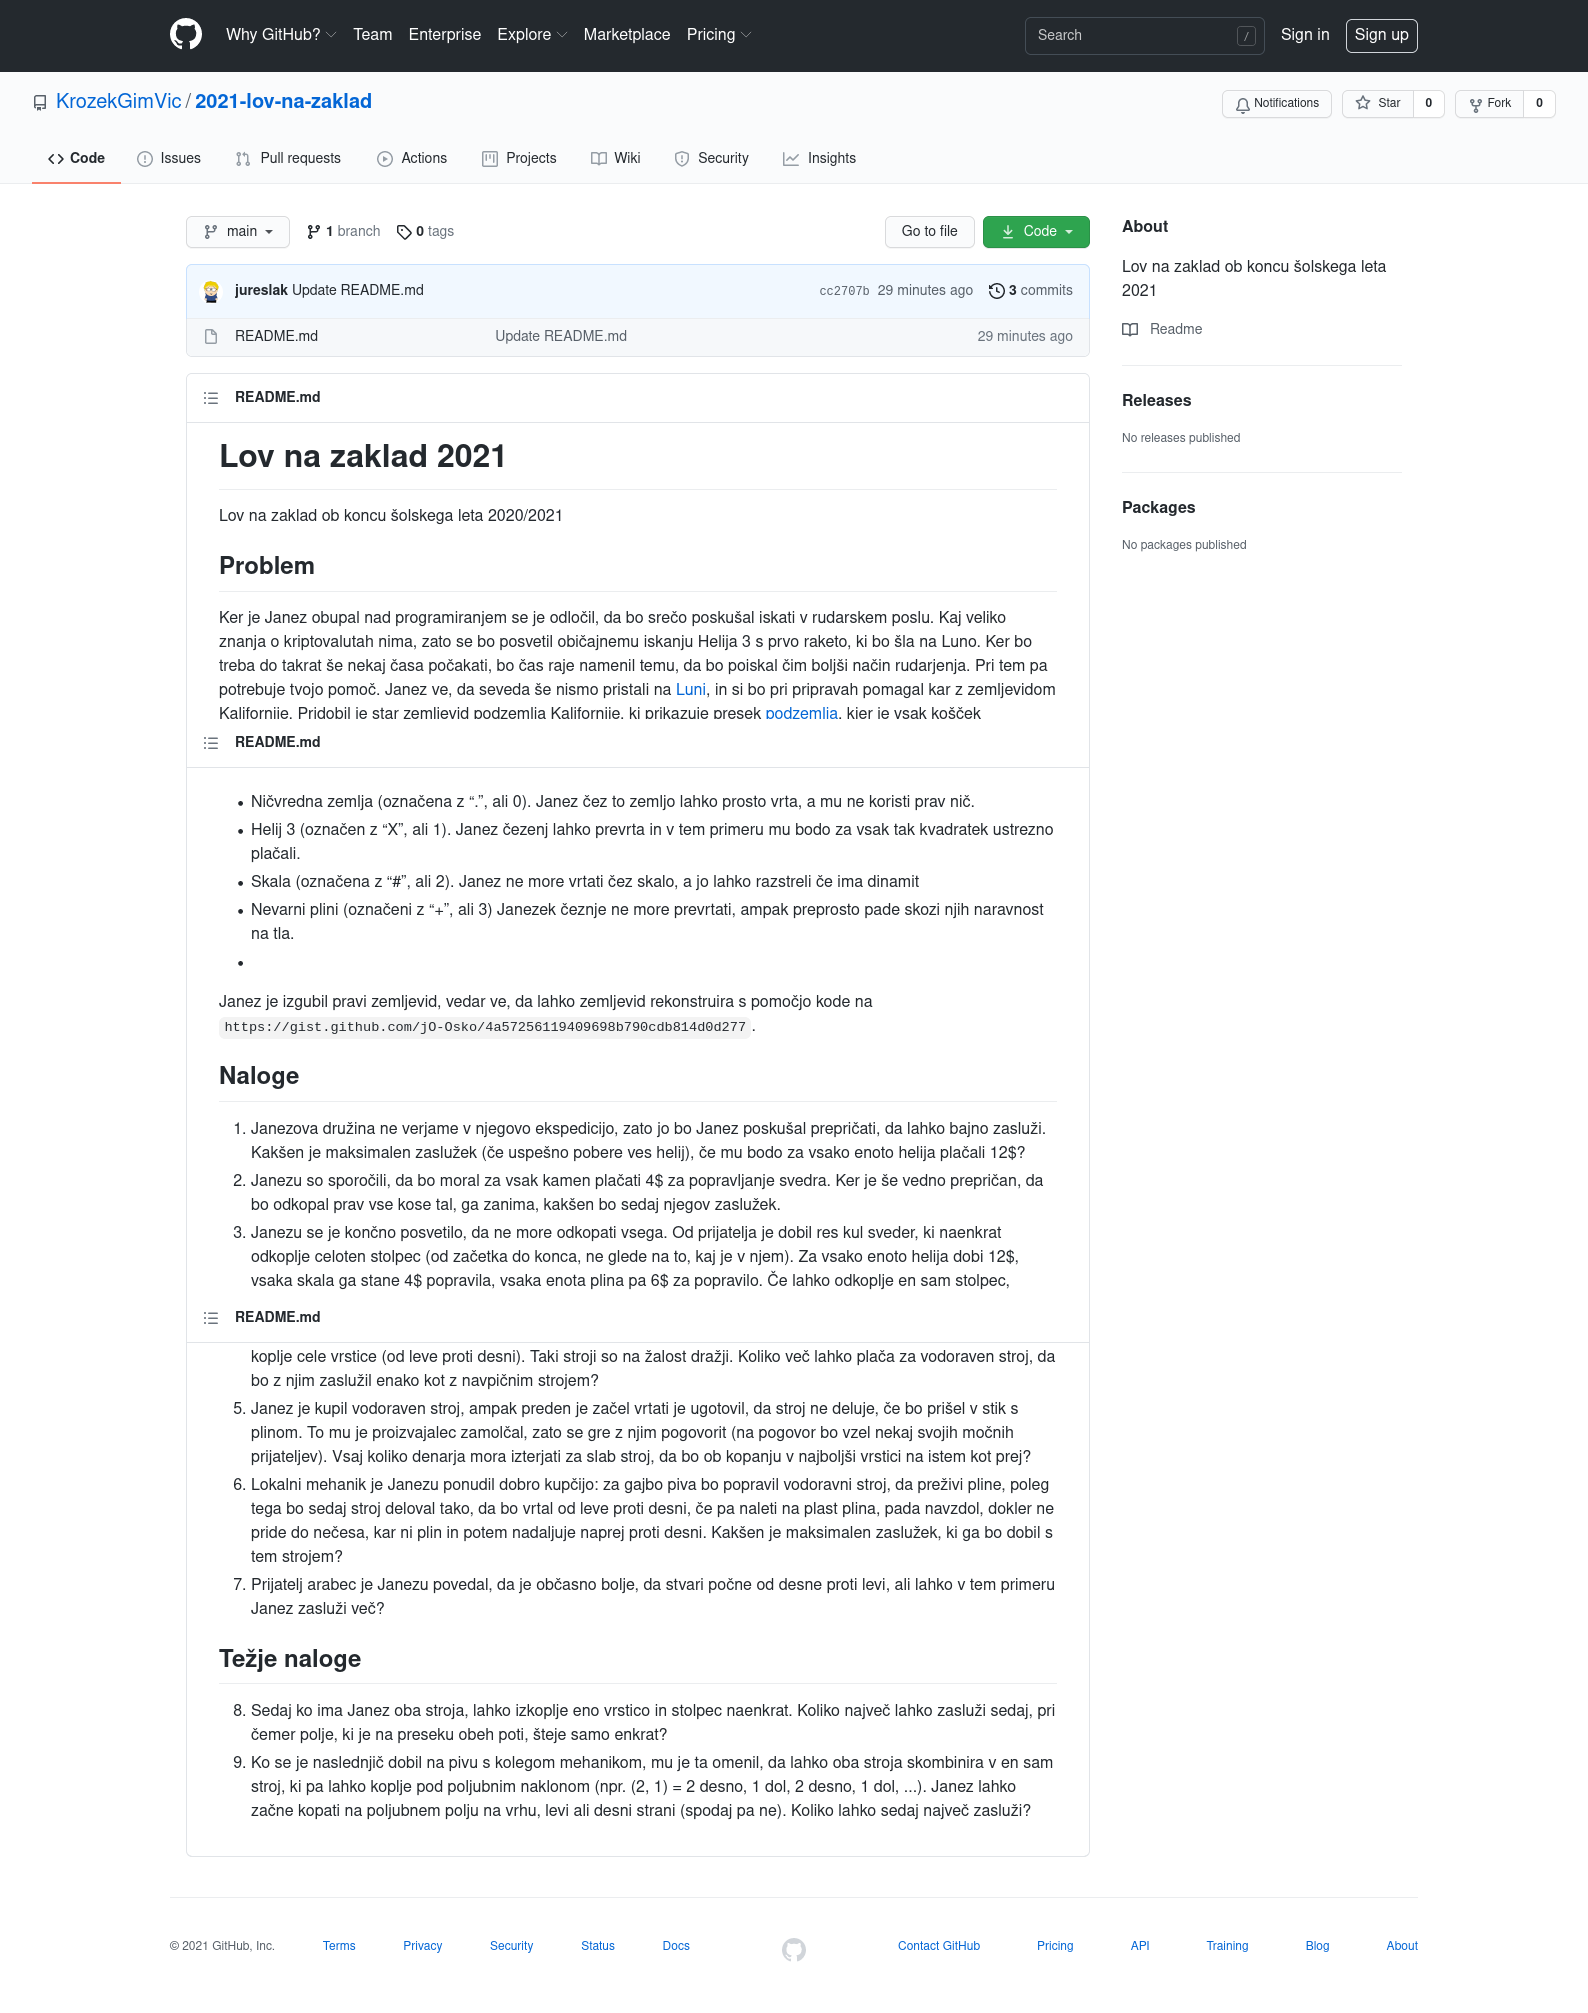 Why GitHub? Team Enterprise Explore Marketplace Pricing Search / Sign in Sign up
KrozekGimVic / 2021-lov-na-zaklad Notifications Star 0 Fork 0
Code Issues Pull requests Actions Projects Wiki Security Insights
main 1 branch 0 tags Go to file Code
jureslak Update README.md cc2707b 29 minutes ago 3 commits
README.md Update README.md 29 minutes ago
README.md
Lov na zaklad 2021
Lov na zaklad ob koncu šolskega leta 2020/2021
Problem
Ker je Janez obupal nad programiranjem se je odločil, da bo srečo poskušal iskati v rudarskem poslu. Kaj veliko
znanja o kriptovalutah nima, zato se bo posvetil običajnemu iskanju Helija 3 s prvo raketo, ki bo šla na Luno. Ker bo
treba do takrat še nekaj časa počakati, bo čas raje namenil temu, da bo poiskal čim boljši način rudarjenja. Pri tem pa
potrebuje tvojo pomoč. Janez ve, da seveda še nismo pristali na Luni, in si bo pri pripravah pomagal kar z zemljevidom
Kalifornije. Pridobil je star zemljevid podzemlja Kalifornije, ki prikazuje presek podzemlja, kjer je vsak košček
README.md
• Ničvredna zemlja (označena z “.”, ali 0). Janez čez to zemljo lahko prosto vrta, a mu ne koristi prav nič.
• Helij 3 (označen z “X”, ali 1). Janez čezenj lahko prevrta in v tem primeru mu bodo za vsak tak kvadratek ustrezno
plačali.
• Skala (označena z “#”, ali 2). Janez ne more vrtati čez skalo, a jo lahko razstreli če ima dinamit
• Nevarni plini (označeni z “+”, ali 3) Janezek čeznje ne more prevrtati, ampak preprosto pade skozi njih naravnost
na tla.
•
Janez je izgubil pravi zemljevid, vedar ve, da lahko zemljevid rekonstruira s pomočjo kode na
https://gist.github.com/jO-Osko/4a57256119409698b790cdb814d0d277.
Naloge
1. Janezova družina ne verjame v njegovo ekspedicijo, zato jo bo Janez poskušal prepričati, da lahko bajno zasluži.
Kakšen je maksimalen zaslužek (če uspešno pobere ves helij), če mu bodo za vsako enoto helija plačali 12$?
2. Janezu so sporočili, da bo moral za vsak kamen plačati 4$ za popravljanje svedra. Ker je še vedno prepričan, da
bo odkopal prav vse kose tal, ga zanima, kakšen bo sedaj njegov zaslužek.
3. Janezu se je končno posvetilo, da ne more odkopati vsega. Od prijatelja je dobil res kul sveder, ki naenkrat
odkoplje celoten stolpec (od začetka do konca, ne glede na to, kaj je v njem). Za vsako enoto helija dobi 12$,
vsaka skala ga stane 4$ popravila, vsaka enota plina pa 6$ za popravilo. Če lahko odkoplje en sam stolpec,
README.md
koplje cele vrstice (od leve proti desni). Taki stroji so na žalost dražji. Koliko več lahko plača za vodoraven stroj, da
bo z njim zaslužil enako kot z navpičnim strojem?
5. Janez je kupil vodoraven stroj, ampak preden je začel vrtati je ugotovil, da stroj ne deluje, če bo prišel v stik s
plinom. To mu je proizvajalec zamolčal, zato se gre z njim pogovorit (na pogovor bo vzel nekaj svojih močnih
prijateljev). Vsaj koliko denarja mora izterjati za slab stroj, da bo ob kopanju v najboljši vrstici na istem kot prej?
6. Lokalni mehanik je Janezu ponudil dobro kupčijo: za gajbo piva bo popravil vodoravni stroj, da preživi pline, poleg
tega bo sedaj stroj deloval tako, da bo vrtal od leve proti desni, če pa naleti na plast plina, pada navzdol, dokler ne
pride do nečesa, kar ni plin in potem nadaljuje naprej proti desni. Kakšen je maksimalen zaslužek, ki ga bo dobil s
tem strojem?
7. Prijatelj arabec je Janezu povedal, da je občasno bolje, da stvari počne od desne proti levi, ali lahko v tem primeru
Janez zasluži več?
Težje naloge
8. Sedaj ko ima Janez oba stroja, lahko izkoplje eno vrstico in stolpec naenkrat. Koliko največ lahko zasluži sedaj, pri
čemer polje, ki je na preseku obeh poti, šteje samo enkrat?
9. Ko se je naslednjič dobil na pivu s kolegom mehanikom, mu je ta omenil, da lahko oba stroja skombinira v en sam
stroj, ki pa lahko koplje pod poljubnim naklonom (npr. (2, 1) = 2 desno, 1 dol, 2 desno, 1 dol, ...). Janez lahko
začne kopati na poljubnem polju na vrhu, levi ali desni strani (spodaj pa ne). Koliko lahko sedaj največ zasluži?
About
Lov na zaklad ob koncu šolskega leta
2021
Readme
Releases
No releases published
Packages
No packages published
© 2021 GitHub, Inc. Terms Privacy Security Status Docs Contact GitHub Pricing API Training Blog About